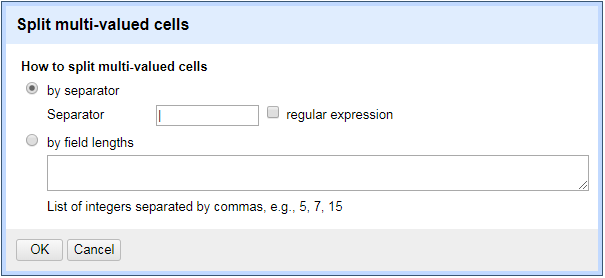 Split multi-valued cells
How to split multi-valued cells
by separator
Separator | regular expression
by field lengths
List of integers separated by commas, e.g., 5, 7, 15
OK Cancel